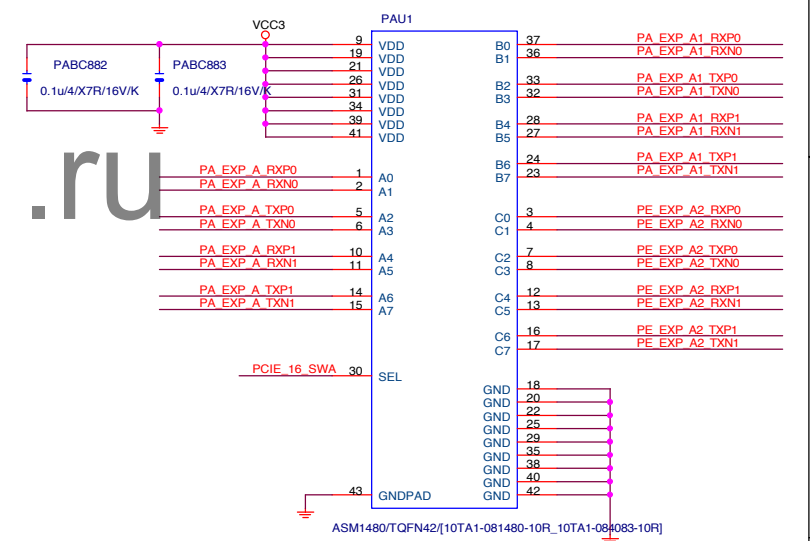 PAU1
VCC3
PABC882
0.1u/4/X7R/16V/K
PABC883
0.1u/4/X7R/16V/K
9 VDD
19 VDD
21 VDD
26 VDD
31 VDD
34 VDD
39 VDD
41 VDD
.ru
PA_EXP_A_RXP0 1 A0
PA_EXP_A_RXN0 2 A1
PA_EXP_A_TXP0 5 A2
PA_EXP_A_TXN0 6 A3
PA_EXP_A_RXP1 10 A4
PA_EXP_A_RXN1 11 A5
PA_EXP_A_TXP1 14 A6
PA_EXP_A_TXN1 15 A7
PCIE_16_SWA 30 SEL
43 GNDPAD
B0 37 PA_EXP_A1_RXP0
B1 36 PA_EXP_A1_RXN0
B2 33 PA_EXP_A1_TXP0
B3 32 PA_EXP_A1_TXN0
B4 28 PA_EXP_A1_RXP1
B5 27 PA_EXP_A1_RXN1
B6 24 PA_EXP_A1_TXP1
B7 23 PA_EXP_A1_TXN1
C0 3 PE_EXP_A2_RXP0
C1 4 PE_EXP_A2_RXN0
C2 7 PE_EXP_A2_TXP0
C3 8 PE_EXP_A2_TXN0
C4 12 PE_EXP_A2_RXP1
C5 13 PE_EXP_A2_RXN1
C6 16 PE_EXP_A2_TXP1
C7 17 PE_EXP_A2_TXN1
GND 18
GND 20
GND 22
GND 25
GND 29
GND 35
GND 38
GND 40
GND 42
ASM1480/TQFN42/[10TA1-081480-10R_10TA1-084083-10R]